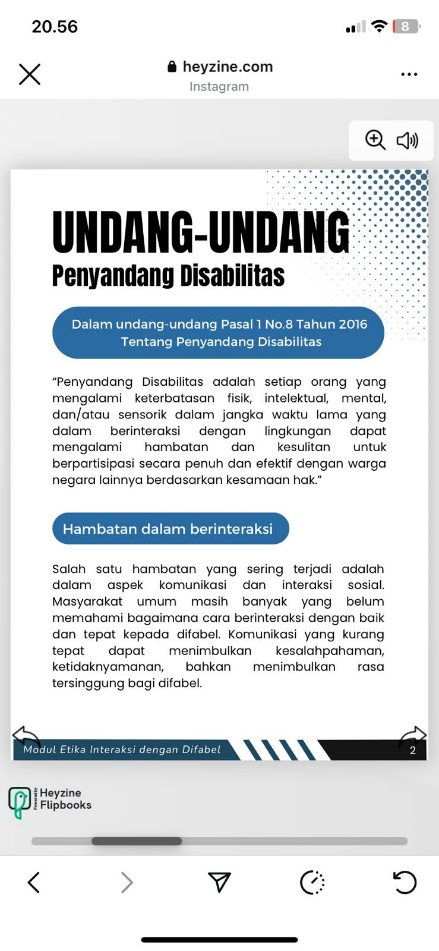 20.56
8
heyzine.com
Instagram
UNDANG-UNDANG
Penyandang Disabilitas
Dalam undang-undang Pasal 1 No.8 Tahun 2016
Tentang Penyandang Disabilitas
“Penyandang Disabilitas adalah setiap orang yang
mengalami keterbatasan fisik, intelektual, mental,
dan/atau sensorik dalam jangka waktu lama yang
dalam berinteraksi dengan lingkungan dapat
mengalami hambatan dan kesulitan untuk
berpartisipasi secara penuh dan efektif dengan warga
negara lainnya berdasarkan kesamaan hak.”
Hambatan dalam berinteraksi
Salah satu hambatan yang sering terjadi adalah
dalam aspek komunikasi dan interaksi sosial.
Masyarakat umum masih banyak yang belum
memahami bagaimana cara berinteraksi dengan baik
dan tepat kepada difabel. Komunikasi yang kurang
tepat dapat menimbulkan kesalahpahaman,
ketidaknyamanan, bahkan menimbulkan rasa
tersinggung bagi difabel.
Modul Etika Interaksi dengan Difabel
2
Heyzine
Flipbooks